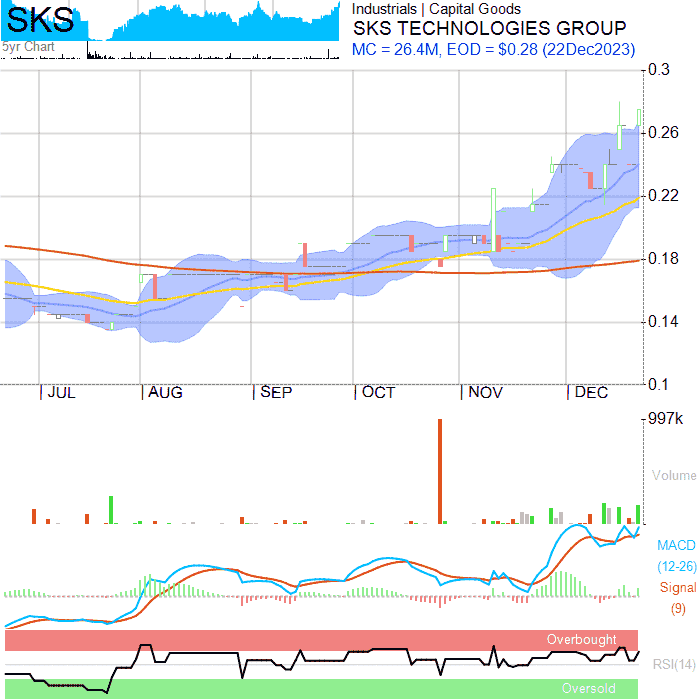 SKS
5yr Chart
Industrials | Capital Goods
SKS TECHNOLOGIES GROUP
MC = 26.4M, EOD = $0.28 (22Dec2023)
0.3
0.26
0.22
0.18
0.14
0.1
JUL AUG SEP OCT NOV DEC
997k
Volume
MACD
(12-26)
Signal
(9)
Overbought
RSI(14)
Oversold